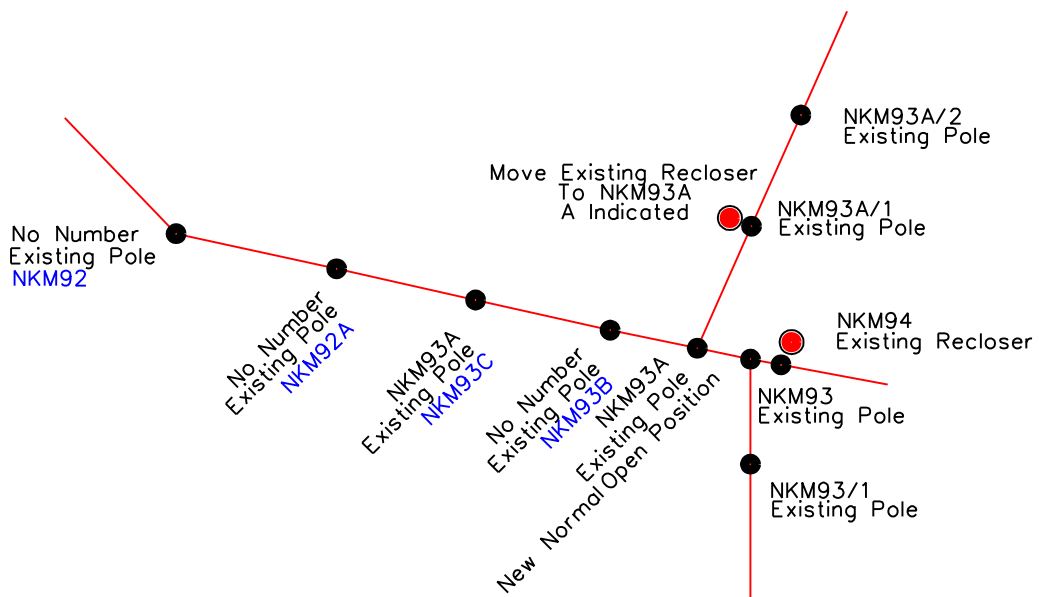 NKM93A/2
Existing Pole
Move Existing Recloser
To NKM93A
A Indicated
NKM93A/1
Existing Pole
No Number
Existing Pole
NKM92
NKM94
Existing Recloser
No Number
Existing Pole
NKM92A
NKM93A
Existing Pole
NKM93C
No Number
Existing Pole
NKM93B
NKM93A
Existing Pole
New Normal Open Position
NKM93
Existing Pole
NKM93/1
Existing Pole